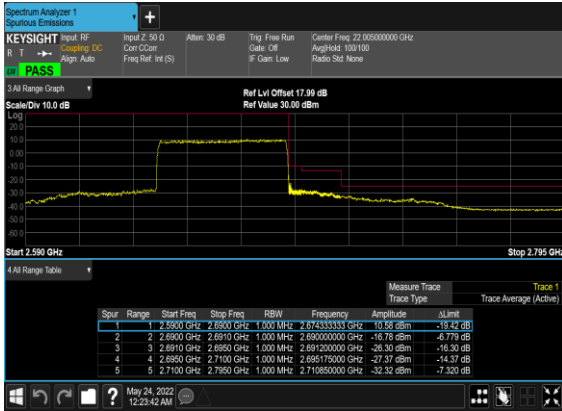 Spectrum Analyzer 1
Spurious Emissions
KEYSIGHT Input: RF Input Z: 50 Ω Atten: 30 dB Trig: Free Run Center Freq: 22.005000000 GHz
R T Coupling: DC Corr CCorr Gate: Off Avg|Hold: 100/100
Align: Auto Freq Ref: Int (S) IF Gain: Low Radio Std: None
PASS
3 All Range Graph
Ref Lvl Offset 17.99 dB
Scale/Div 10.0 dB Ref Value 30.00 dBm
Log
20.0
10.0
0.00
-10.0
-20.0
-30.0
-40.0
-50.0
-60.0
Start 2.590 GHz Stop 2.795 GHz
4 All Range Table
Measure Trace Trace 1
Trace Type Trace Average (Active)
Spur Range Start Freq Stop Freq RBW Frequency Amplitude ΔLimit
1 1 2.5900 GHz 2.6900 GHz 1.000 MHz 2.674333333 GHz 10.58 dBm -19.42 dB
2 2 2.6900 GHz 2.6910 GHz 1.000 MHz 2.690000000 GHz -16.78 dBm -6.779 dB
3 3 2.6910 GHz 2.6950 GHz 1.000 MHz 2.691200000 GHz -26.30 dBm -16.30 dB
4 4 2.6950 GHz 2.7100 GHz 1.000 MHz 2.695175000 GHz -27.37 dBm -14.37 dB
5 5 2.7100 GHz 2.7950 GHz 1.000 MHz 2.710850000 GHz -32.32 dBm -7.320 dB
May 24, 2022
12:23:42 AM